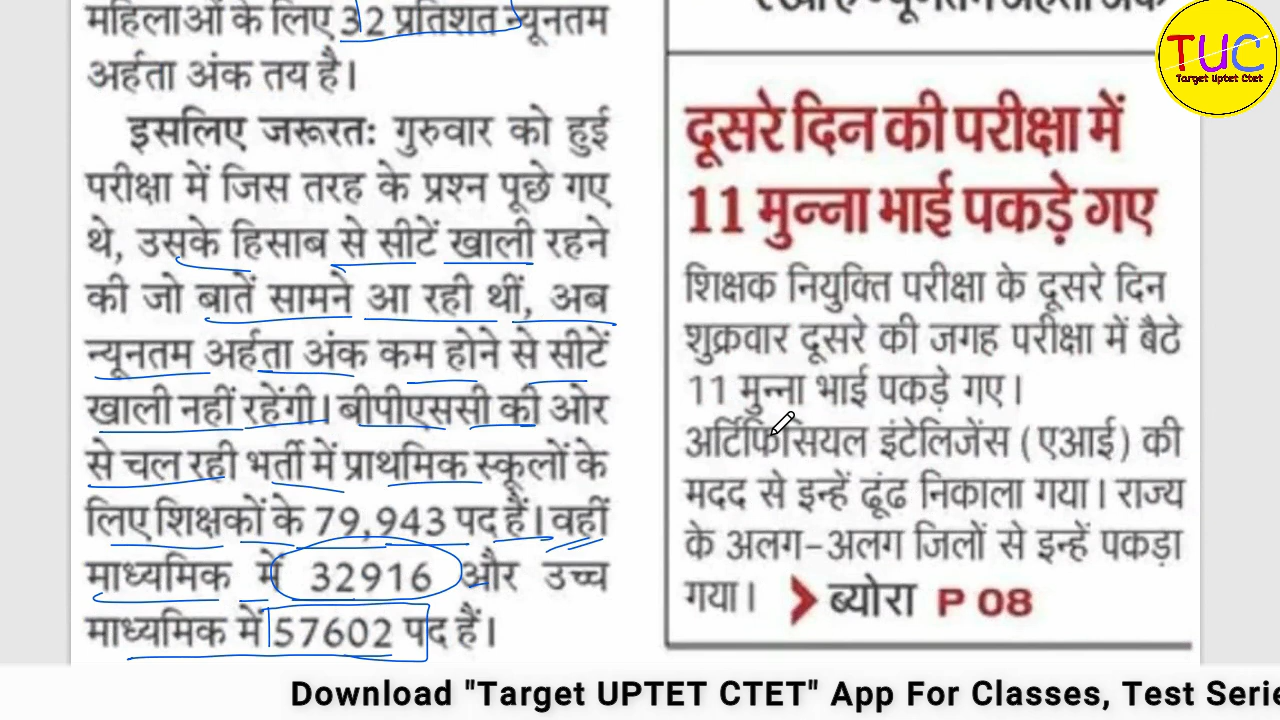 महिलाओं के लिए 32 प्रतिशत न्यूनतम
अर्हता अंक तय है।
इसलिए जरूरतः गुरुवार को हुई
परीक्षा में जिस तरह के प्रश्न पूछे गए
थे, उसके हिसाब से सीटें खाली रहने
की जो बातें सामने आ रही थीं, अब
न्यूनतम अर्हता अंक कम होने से सीटें
खाली नहीं रहेंगी। बीपीएससी की ओर
से चल रही भर्ती में प्राथमिक स्कूलों के
लिए शिक्षकों के 79,943 पद हैं। वहीं
माध्यमिक में 32916 और उच्च
माध्यमिक में 57602 पद हैं।
दूसरे दिन की परीक्षा में
11 मुन्ना भाई पकड़े गए
शिक्षक नियुक्ति परीक्षा के दूसरे दिन
शुक्रवार दूसरे की जगह परीक्षा में बैठे
11 मुन्ना भाई पकड़े गए।
अर्टिफिसियल इंटेलिजेंस (एआई) की
मदद से इन्हें ढूंढ निकाला गया। राज्य
के अलग-अलग जिलों से इन्हें पकड़ा
गया। ब्योरा P 08
TUC
Target Uptet Ctet
Download "Target UPTET CTET" App For Classes, Test Serie